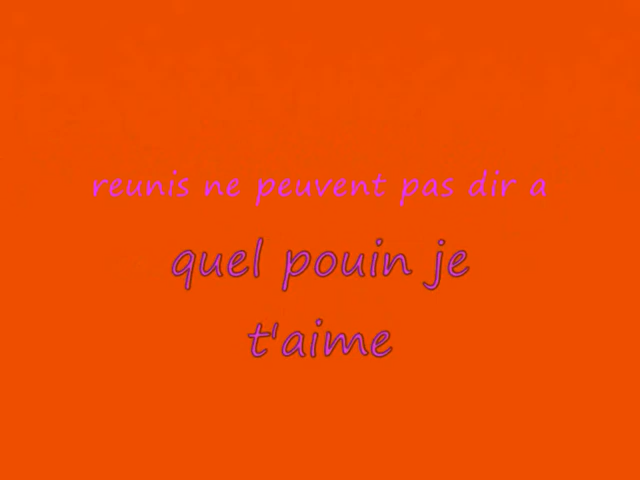 reunis ne peuvent pas dir a
quel pouin je
t'aime